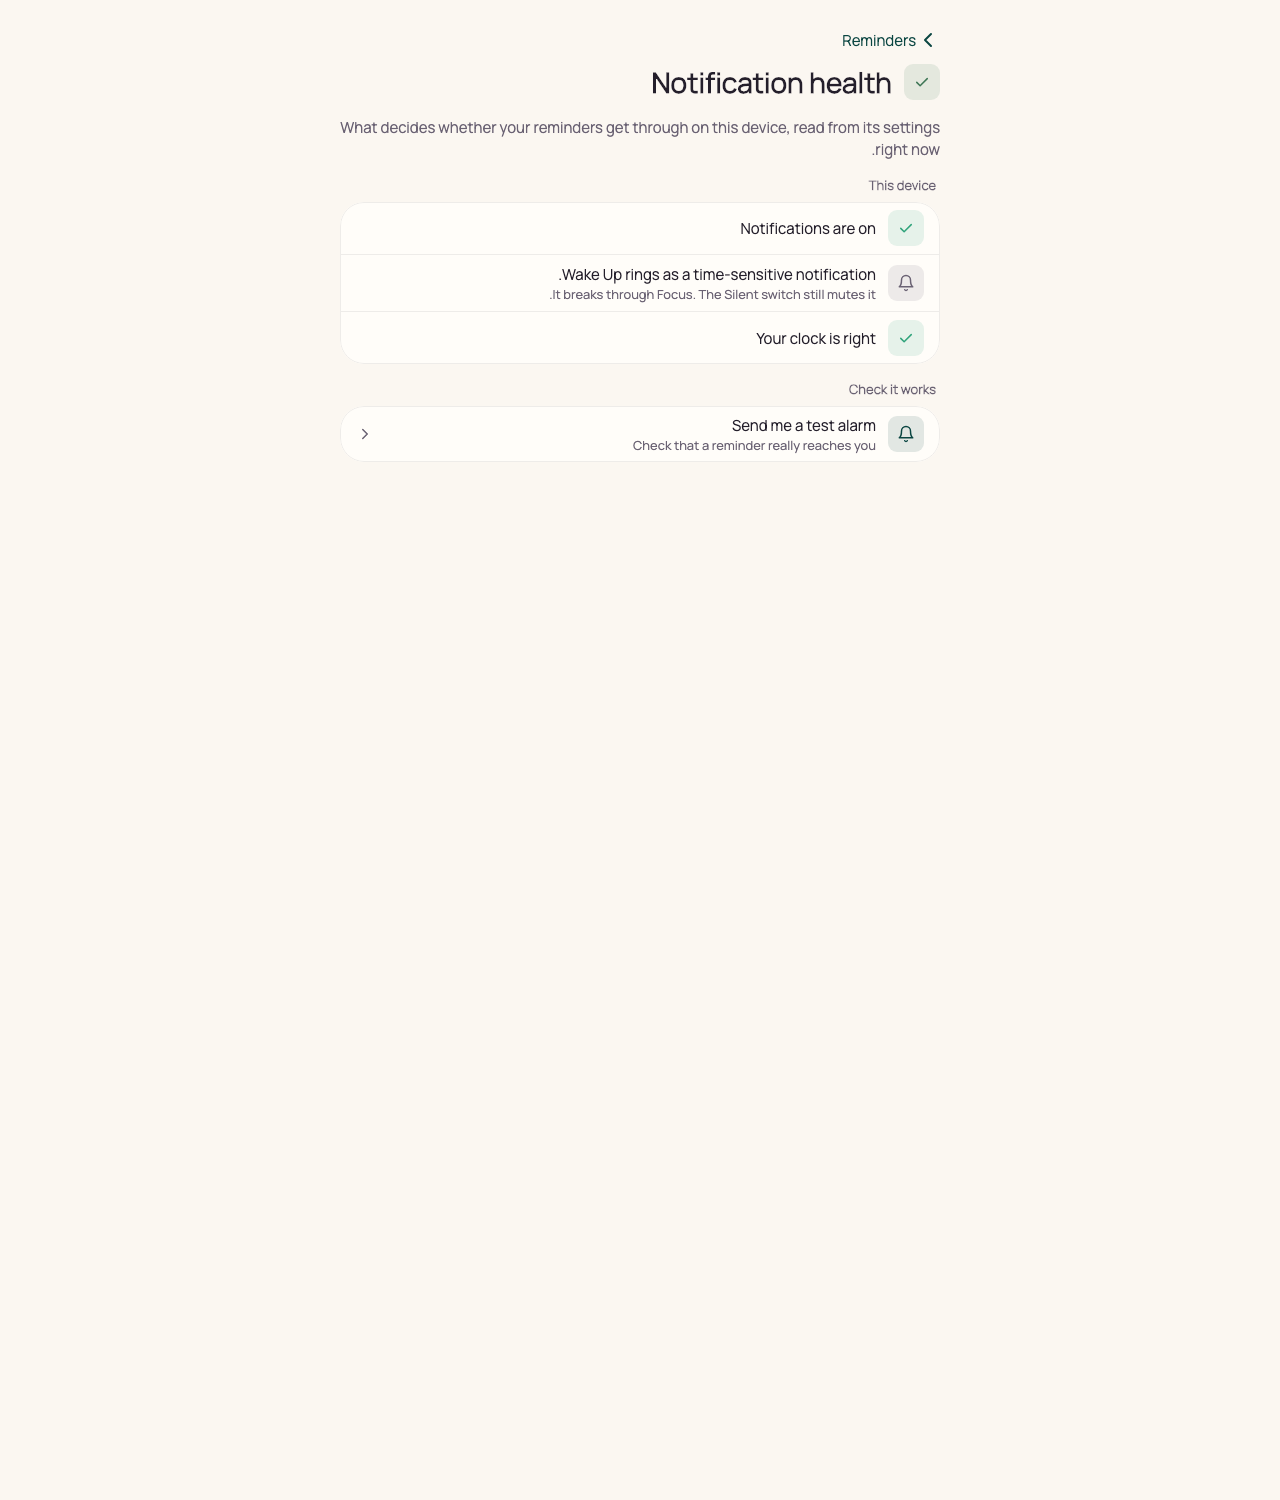 Reminders
Notification health
What decides whether your reminders get through on this device, read from its settings
.right now
This device
Notifications are on
.Wake Up rings as a time-sensitive notification
.It breaks through Focus. The Silent switch still mutes it
Your clock is right
Check it works
Send me a test alarm
Check that a reminder really reaches you